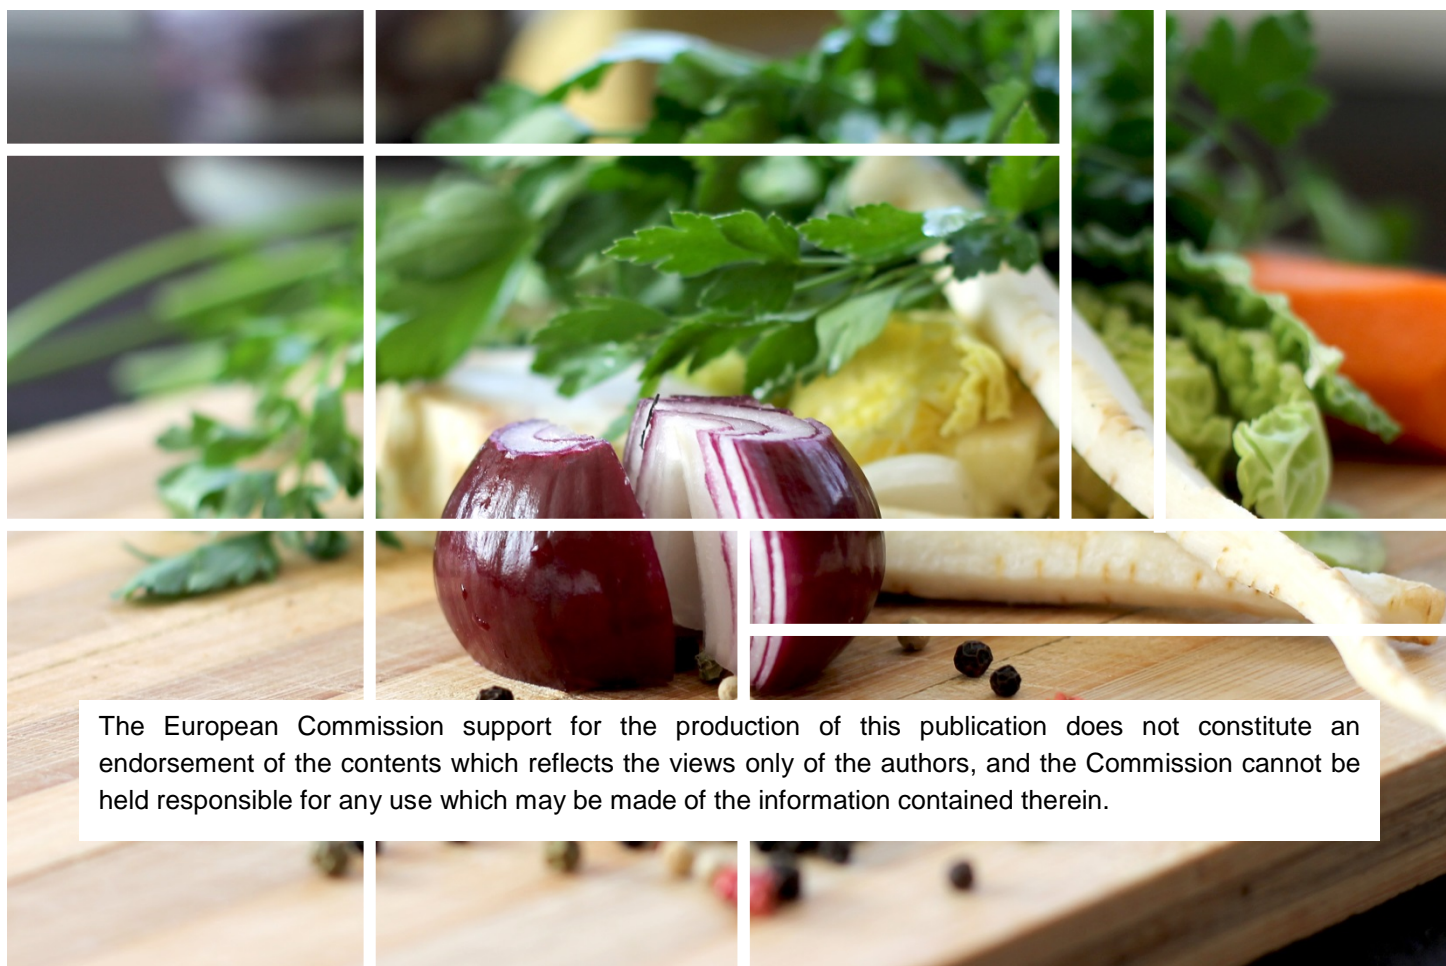 The European Commission support for the production of this publication does not constitute an
endorsement of the contents which reflects the views only of the authors, and the Commission cannot be
held responsible for any use which may be made of the information contained therein.